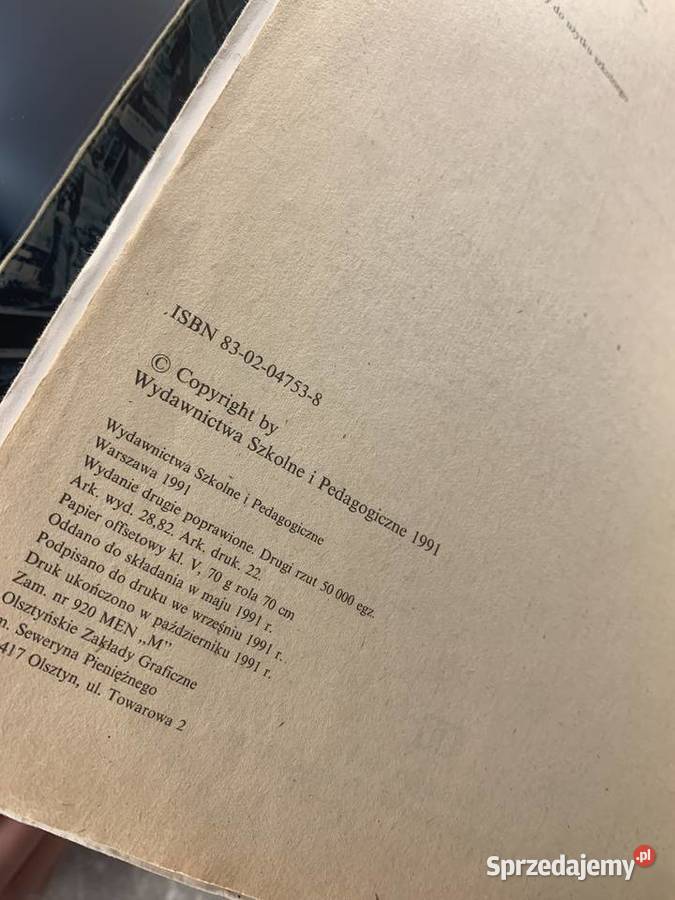 do użytku szkolnego
ISBN 83-02-04753-8
© Copyright by
Wydawnictwa Szkolne i Pedagogiczne 1991
Wydawnictwa Szkolne i Pedagogiczne
Warszawa 1991
Wydanie drugie poprawione. Drugi rzut 50 000 egz.
Ark. wyd. 28,82. Ark. druk. 22.
Papier offsetowy kl. V, 70 g rola 70 cm
Oddano do składania w maju 1991 r.
Podpisano do druku we wrześniu 1991 r.
Druk ukończono w październiku 1991 r.
Zam. nr 920 MEN „M"
Olsztyńskie Zakłady Graficzne
m. Seweryna Pieniężnego
417 Olsztyn, ul. Towarowa 2
Sprzedajemy.pl